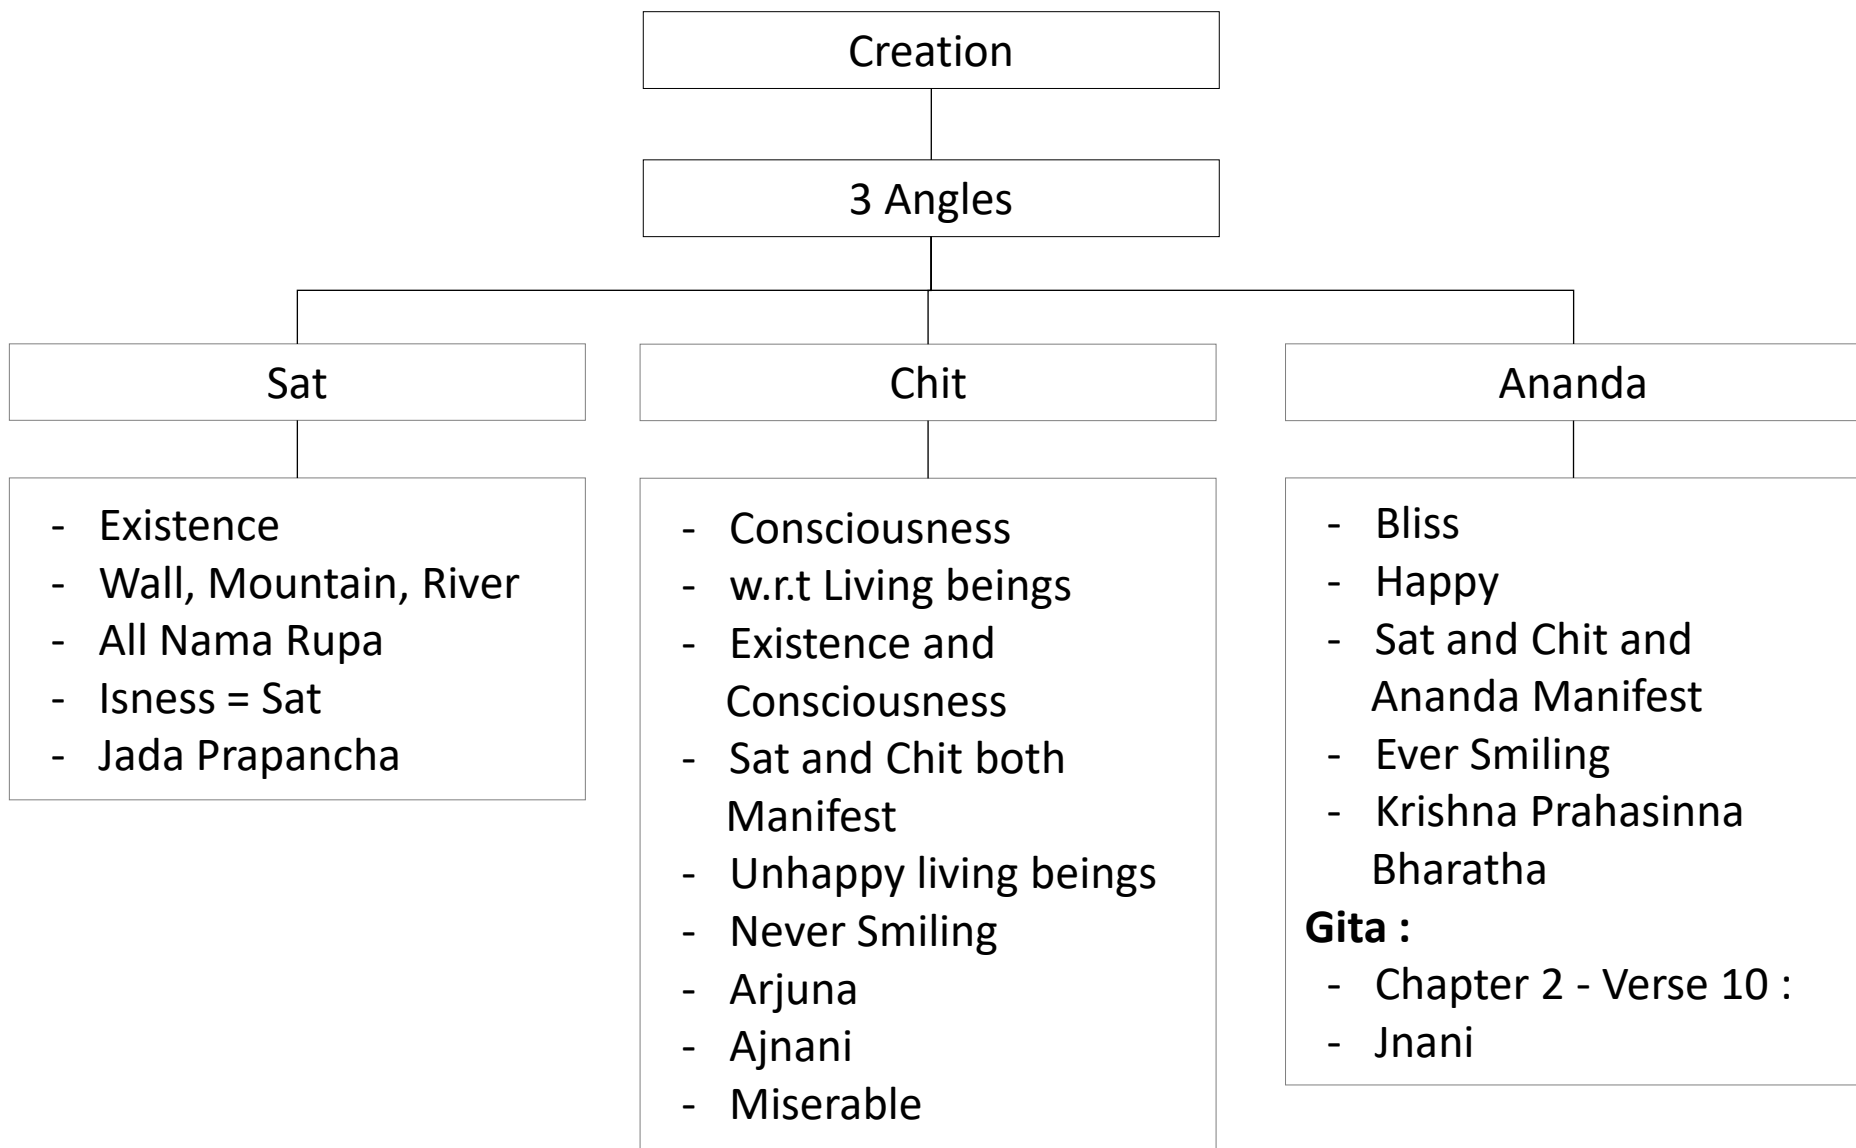 Creation
3 Angles
Sat
- Existence
- Wall, Mountain, River
- All Nama Rupa
- Isness = Sat
- Jada Prapancha
Chit
- Consciousness
- w.r.t Living beings
- Existence and
Consciousness
- Sat and Chit both
Manifest
- Unhappy living beings
- Never Smiling
- Arjuna
- Ajnani
- Miserable
Ananda
- Bliss
- Happy
- Sat and Chit and
Ananda Manifest
- Ever Smiling
- Krishna Prahasinna
Bharatha
Gita :
- Chapter 2 - Verse 10 :
- Jnani